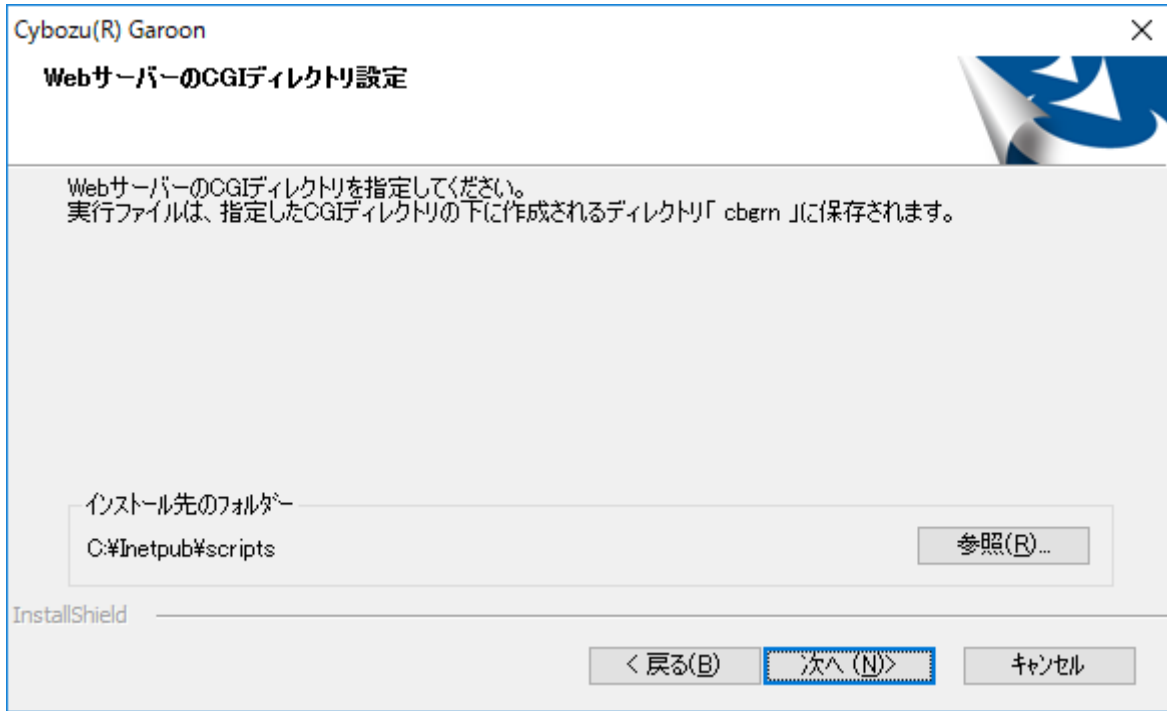 Cybozu(R) Garoon
WebサーバーのCGIディレクトリ設定
WebサーバーのCGIディレクトリを指定してください。
実行ファイルは、指定したCGIディレクトリの下に作成されるディレクトリ「 cbgrn 」に保存されます。
インストール先のフォルダー
C:¥Inetpub¥scripts
参照(R)...
InstallShield
< 戻る(B)
次へ (N)>
キャンセル